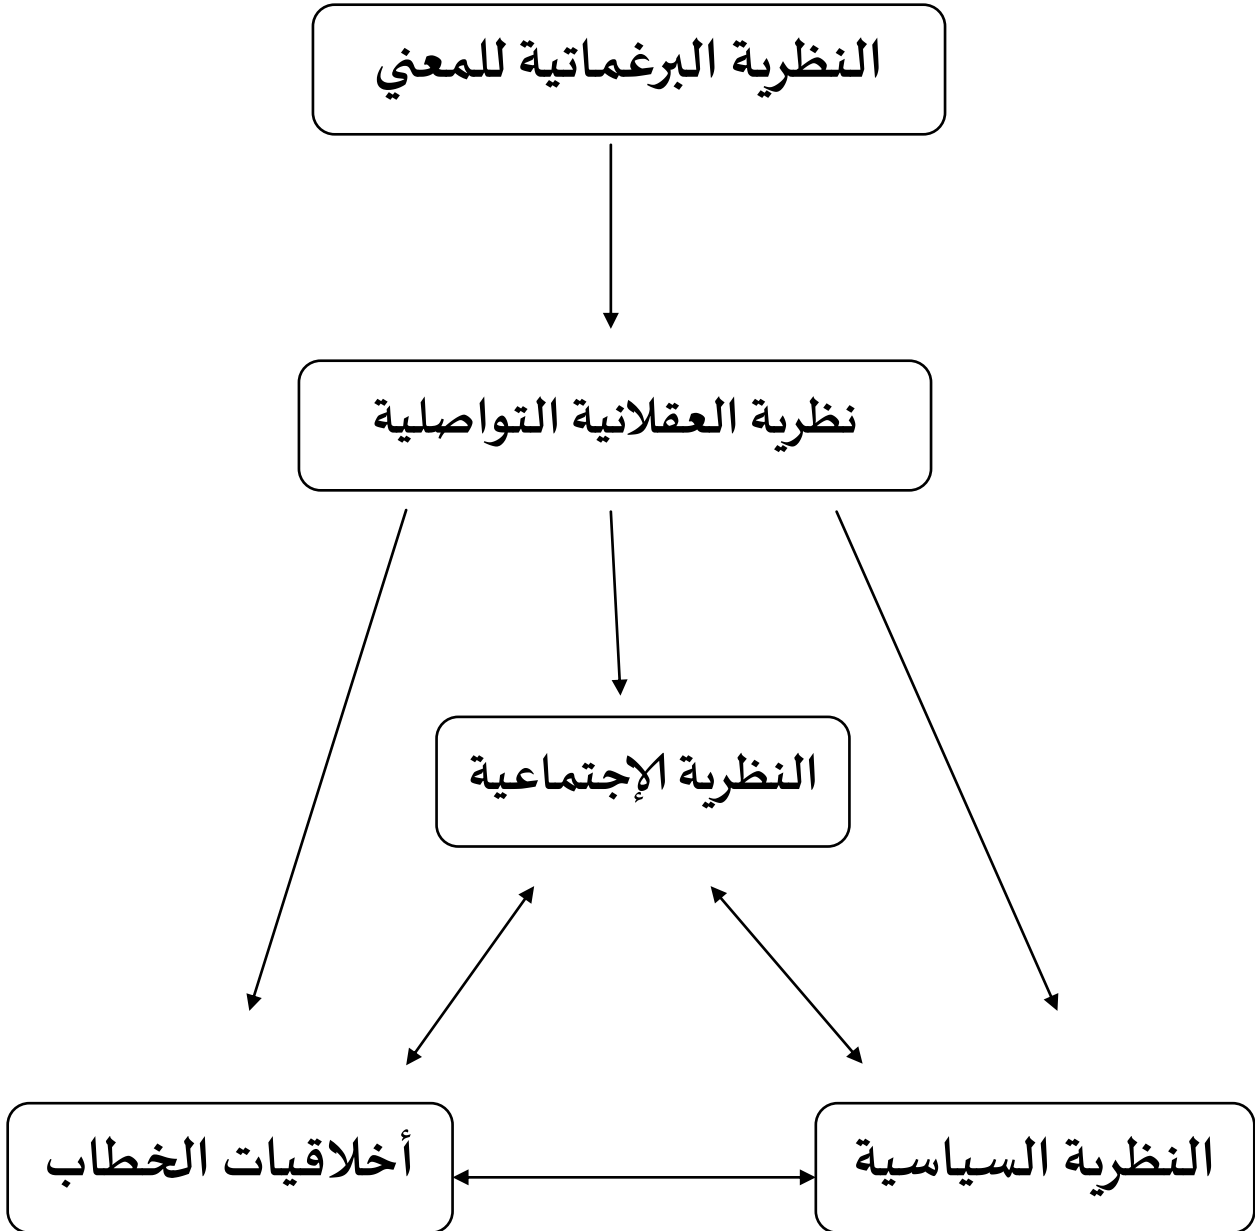 النظرية البرغماتية للمعني
نظرية العقلانية التواصلية
النظرية الإجتماعية
النظرية السياسية
أخلاقيات الخطاب